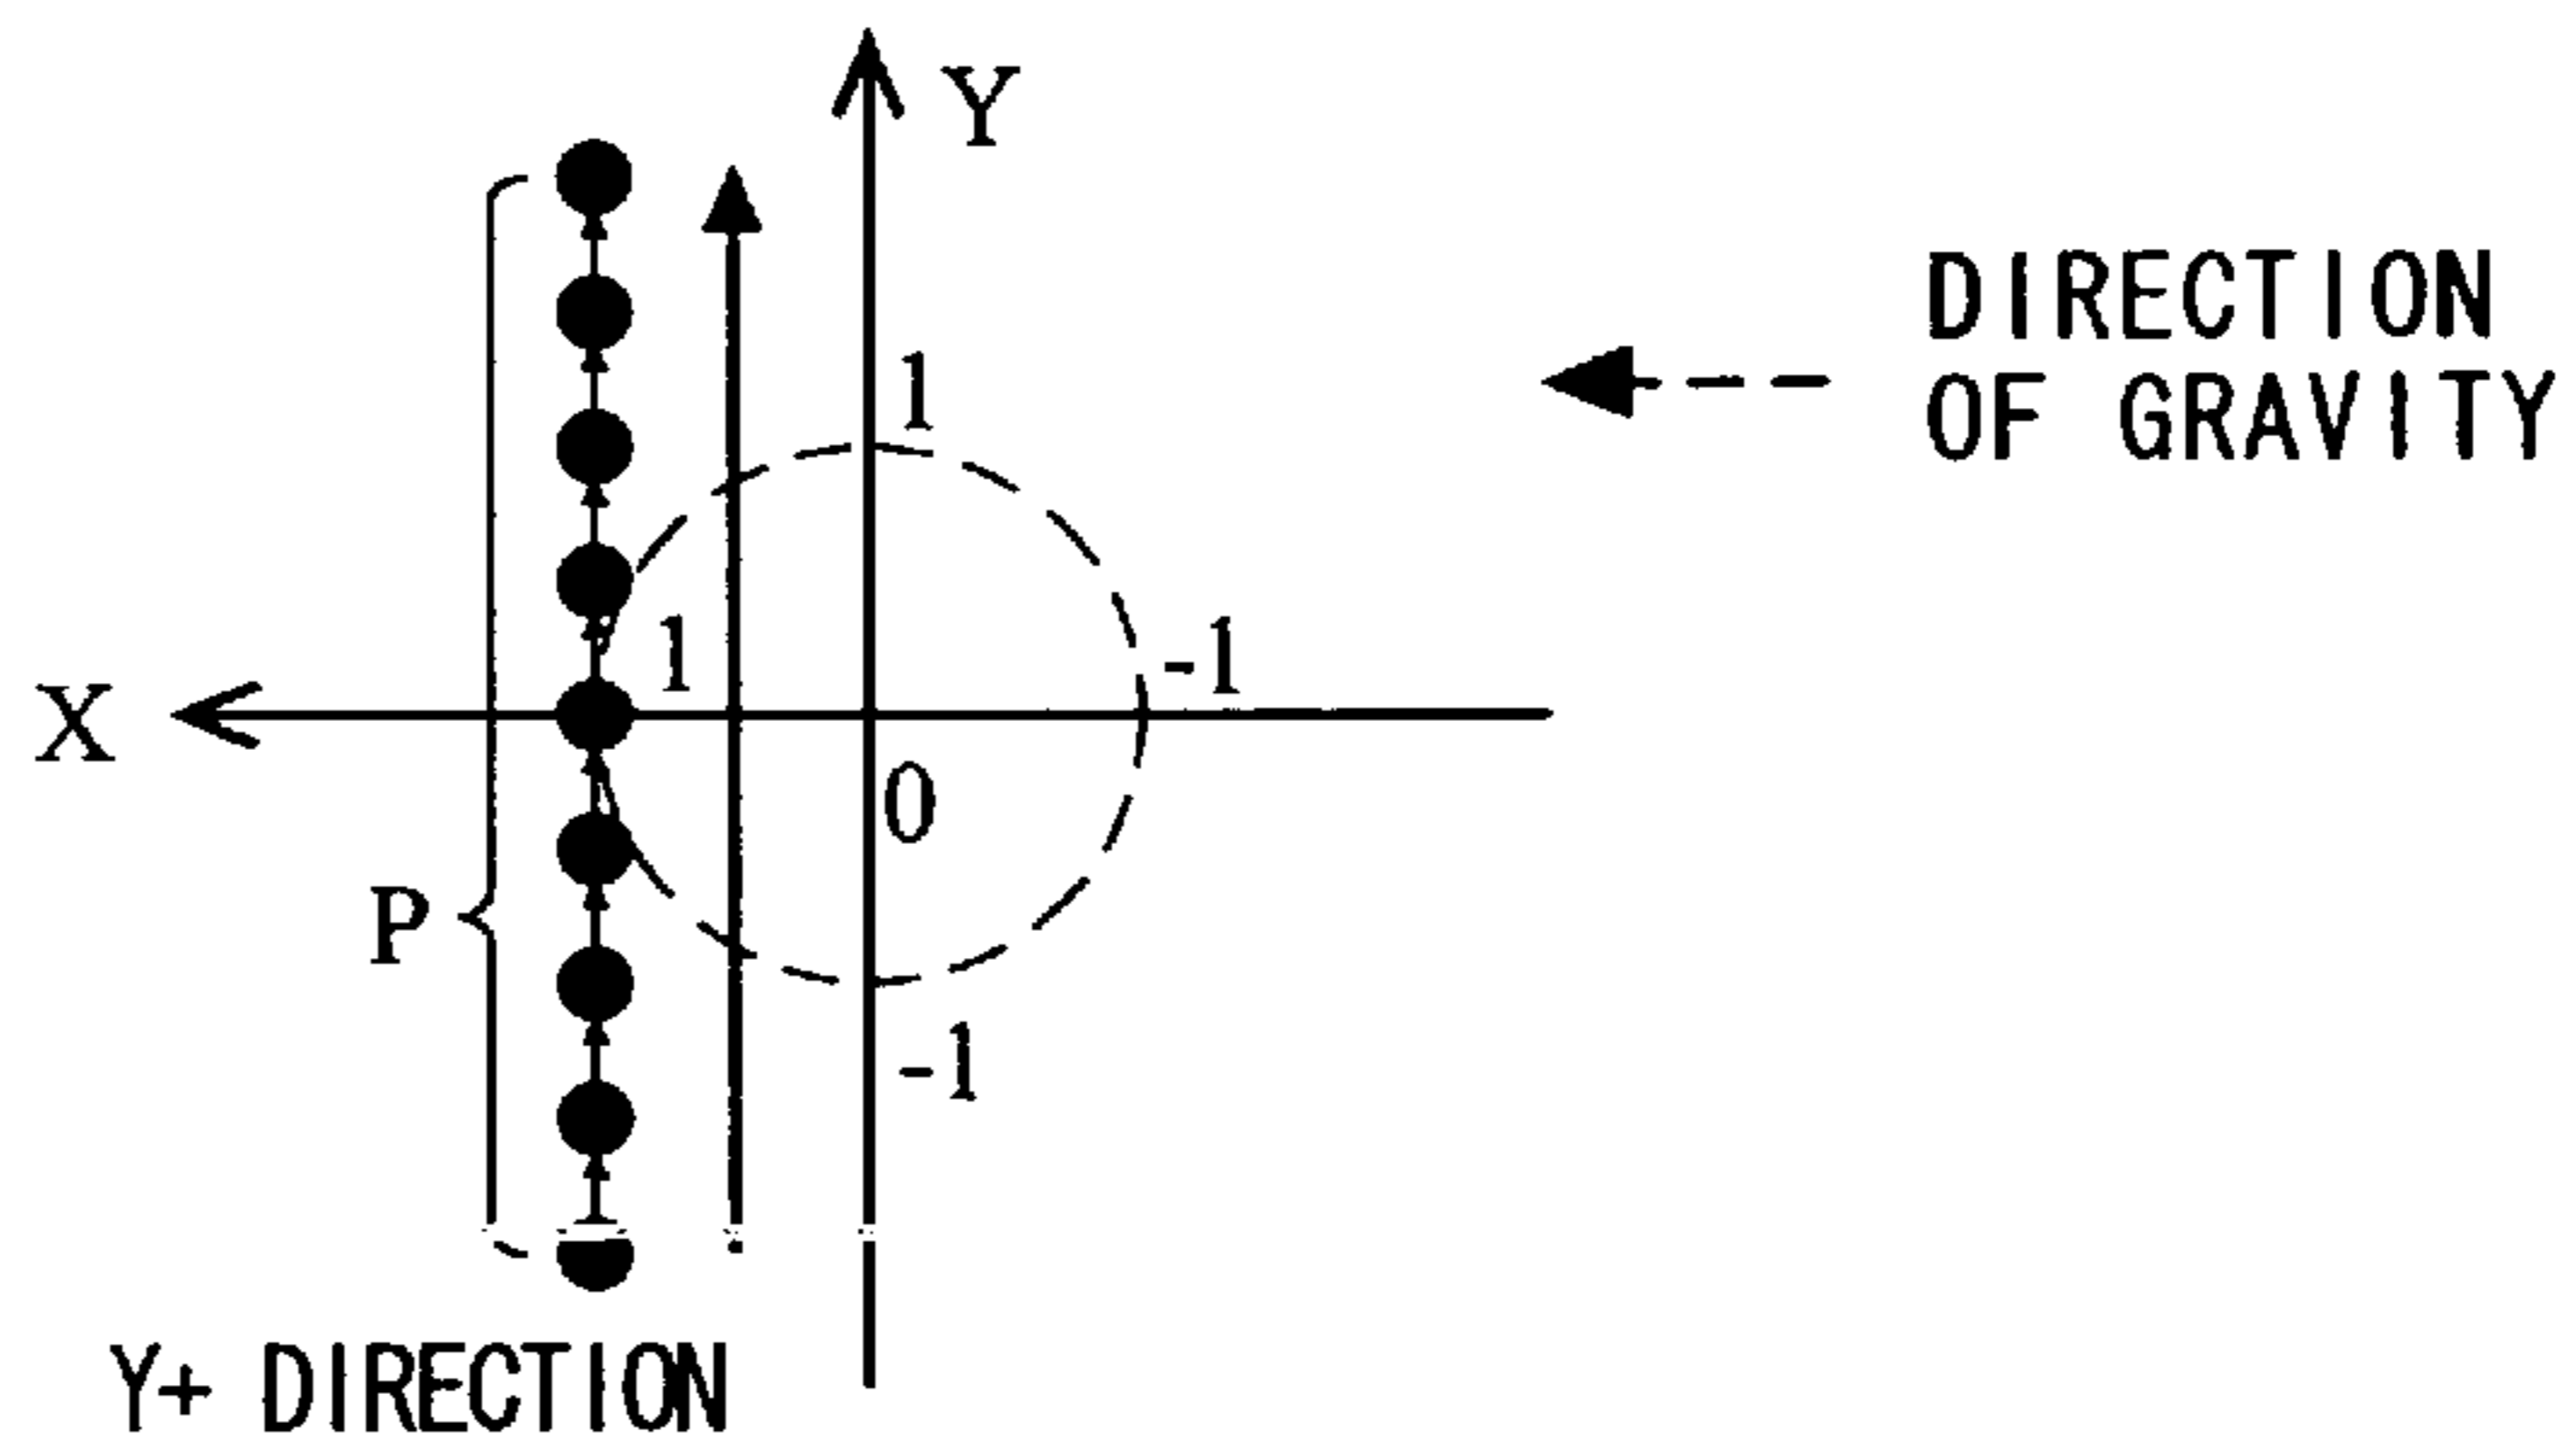 Y
DIRECTION
OF GRAVITY
1
1
-1
X
0
P
-1
Y+ DIRECTION